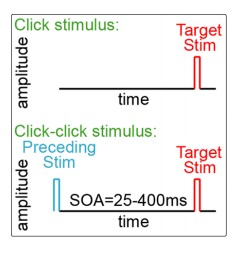 Click stimulus:
Target
Stim
amplitude
time
Click-click stimulus:
Preceding
Stim
Target
Stim
amplitude
SOA=25-400ms
time